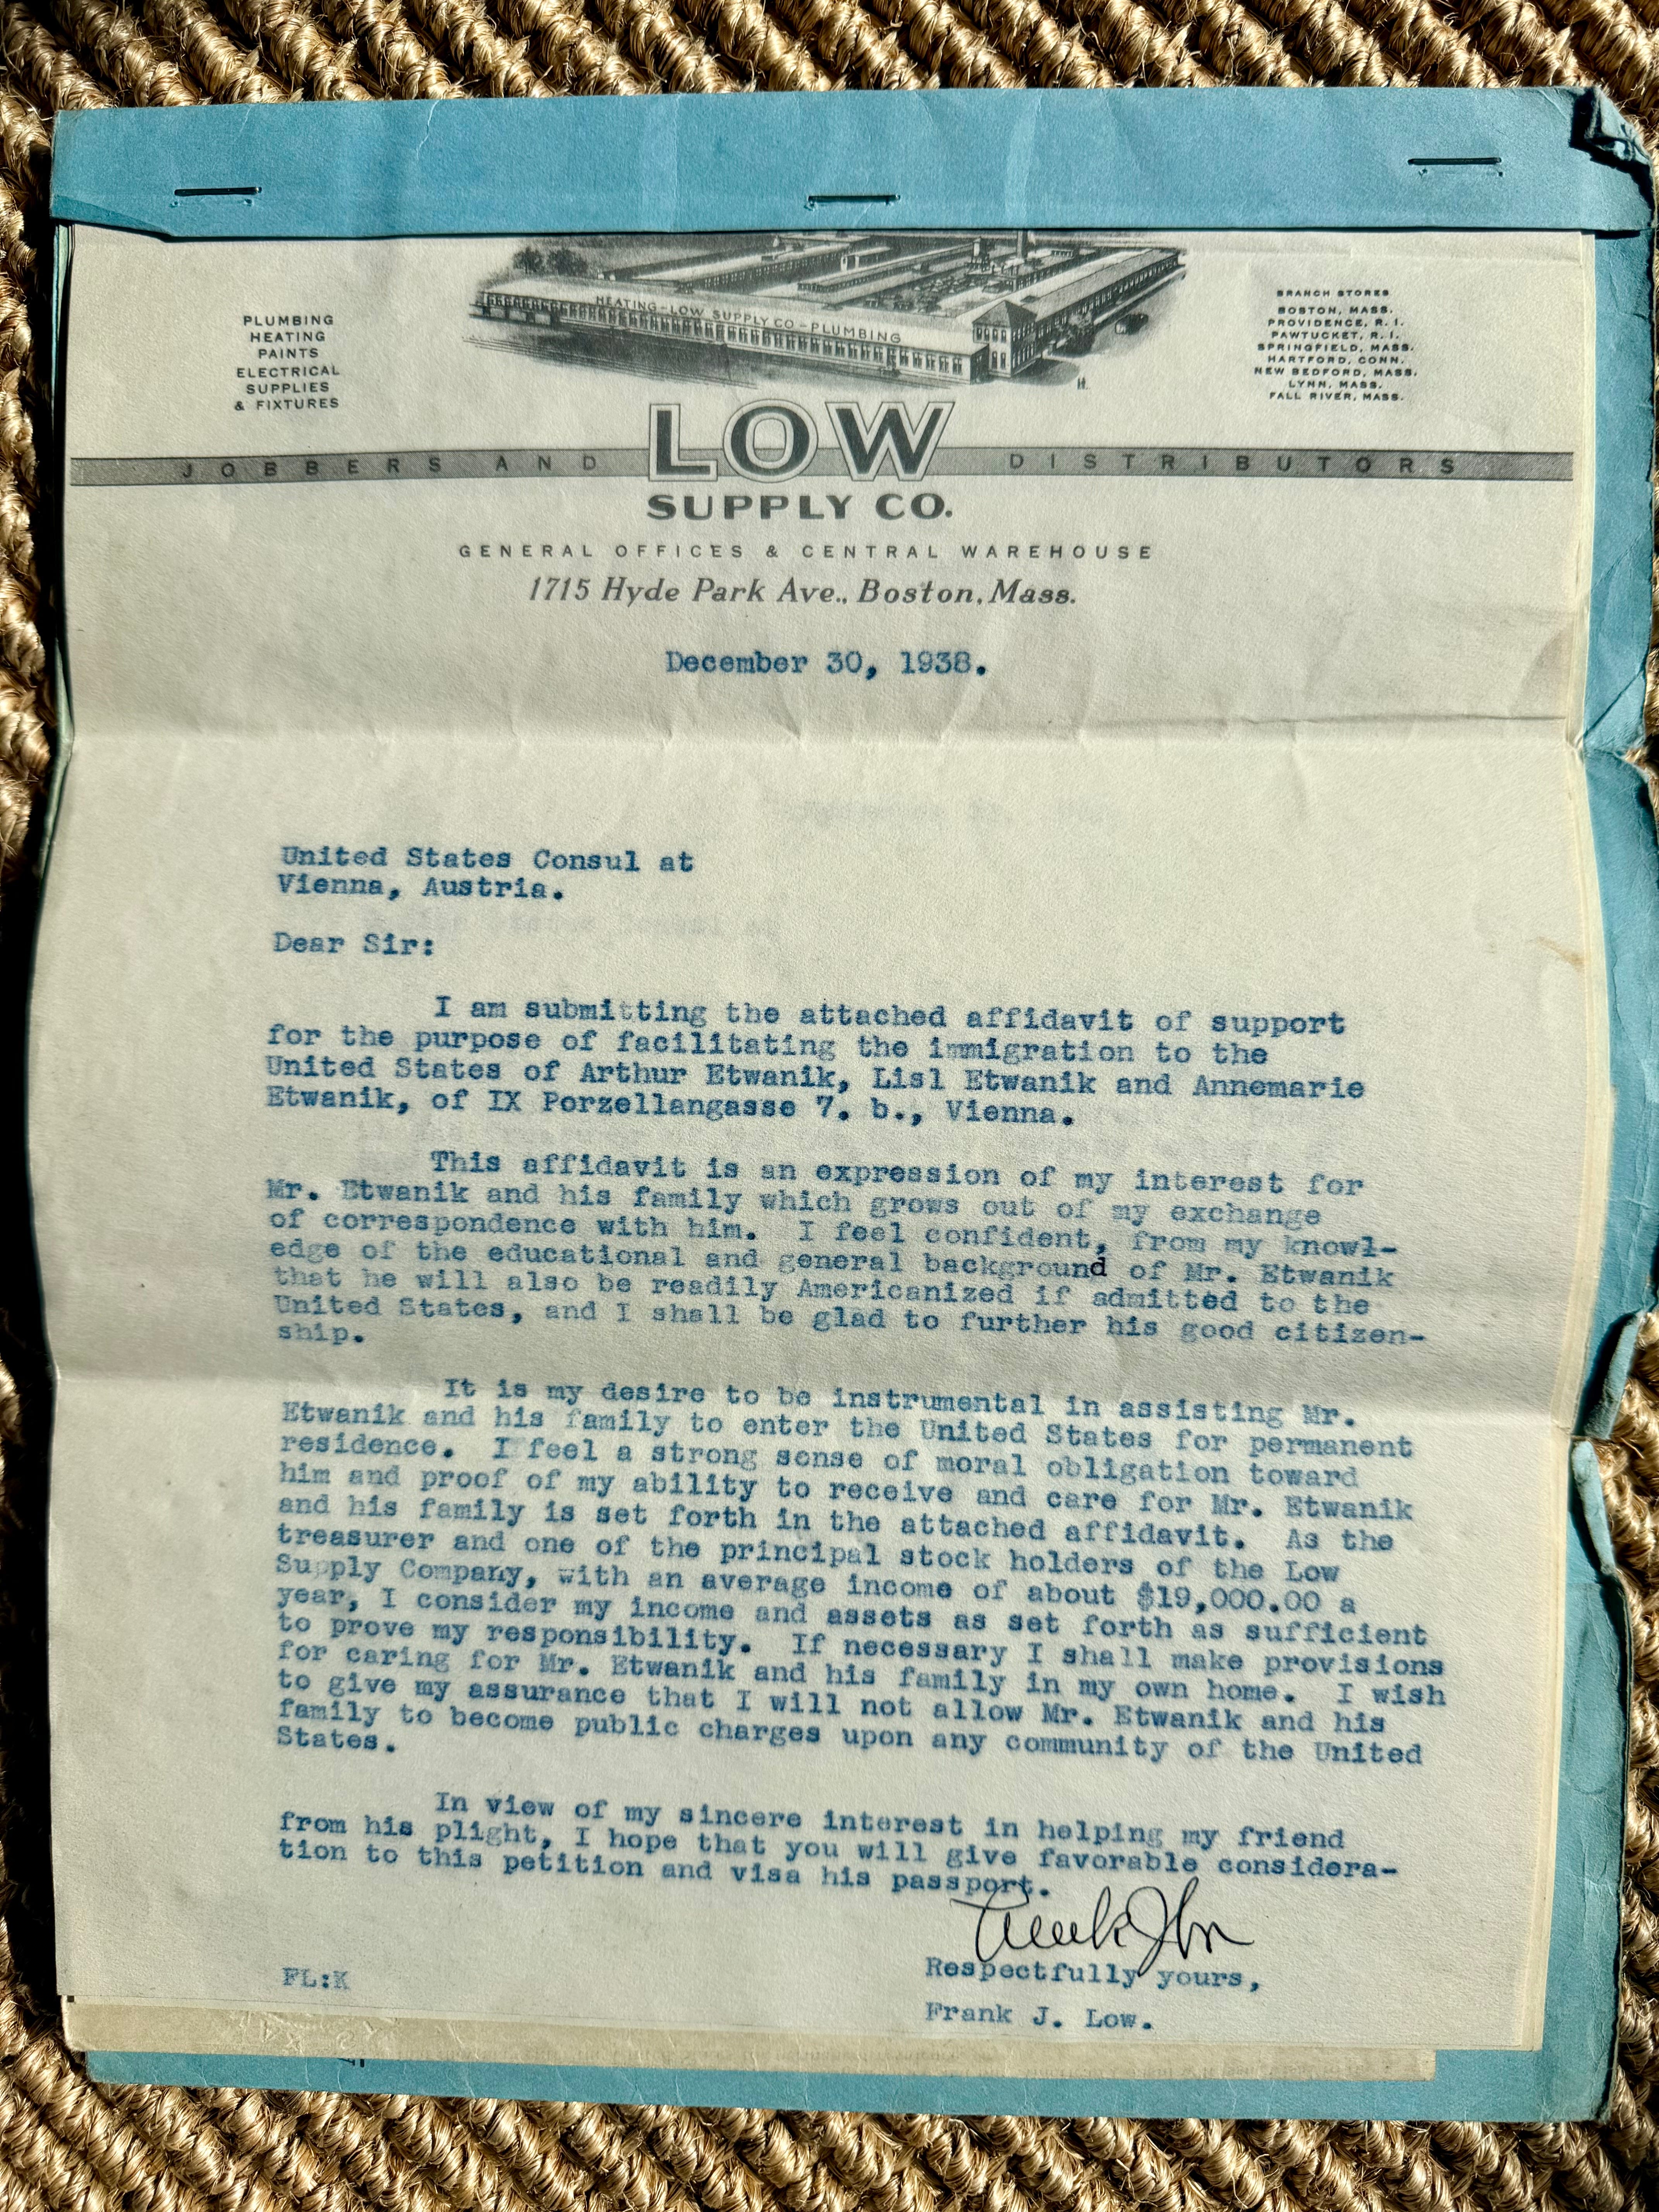 HEATING - LOW SUPPLY CO - PLUMBING
PLUMBING
HEATING
PAINTS
ELECTRICAL
SUPPLIES
& FIXTURES
BRANCH STORES
BOSTON, MASS.
PROVIDENCE, R. I.
PAWTUCKET, R. I.
SPRINGFIELD, MASS.
HARTFORD, CONN.
NEW BEDFORD, MASS.
LYNN, MASS.
FALL RIVER, MASS.
JOBBERS AND LOW DISTRIBUTORS
SUPPLY CO.
GENERAL OFFICES & CENTRAL WAREHOUSE
1715 Hyde Park Ave., Boston, Mass.
December 30, 1938.
United States Consul at
Vienna, Austria.
Dear Sir:
I am submitting the attached affidavit of support
for the purpose of facilitating the immigration to the
United States of Arthur Etwanik, Lisl Etwanik and Annemarie
Etwanik, of IX Porzellangasse 7. b., Vienna.
This affidavit is an expression of my interest for
Mr. Etwanik and his family which grows out of my exchange
of correspondence with him. I feel confident, from my knowl-
edge of the educational and general background of Mr. Etwanik
that he will also be readily Americanized if admitted to the
United States, and I shall be glad to further his good citizen-
ship.
It is my desire to be instrumental in assisting Mr.
Etwanik and his family to enter the United States for permanent
residence. I feel a strong sense of moral obligation toward
him and proof of my ability to receive and care for Mr. Etwanik
and his family is set forth in the attached affidavit. As the
treasurer and one of the principal stock holders of the Low
Supply Company, with an average income of about $19,000.00 a
year, I consider my income and assets as set forth as sufficient
to prove my responsibility. If necessary I shall make provisions
for caring for Mr. Etwanik and his family in my own home. I wish
to give my assurance that I will not allow Mr. Etwanik and his
family to become public charges upon any community of the United
States.
In view of my sincere interest in helping my friend
from his plight, I hope that you will give favorable considera-
tion to this petition and visa his passport.
Respectfully yours,
FL:K
Frank J. Low.